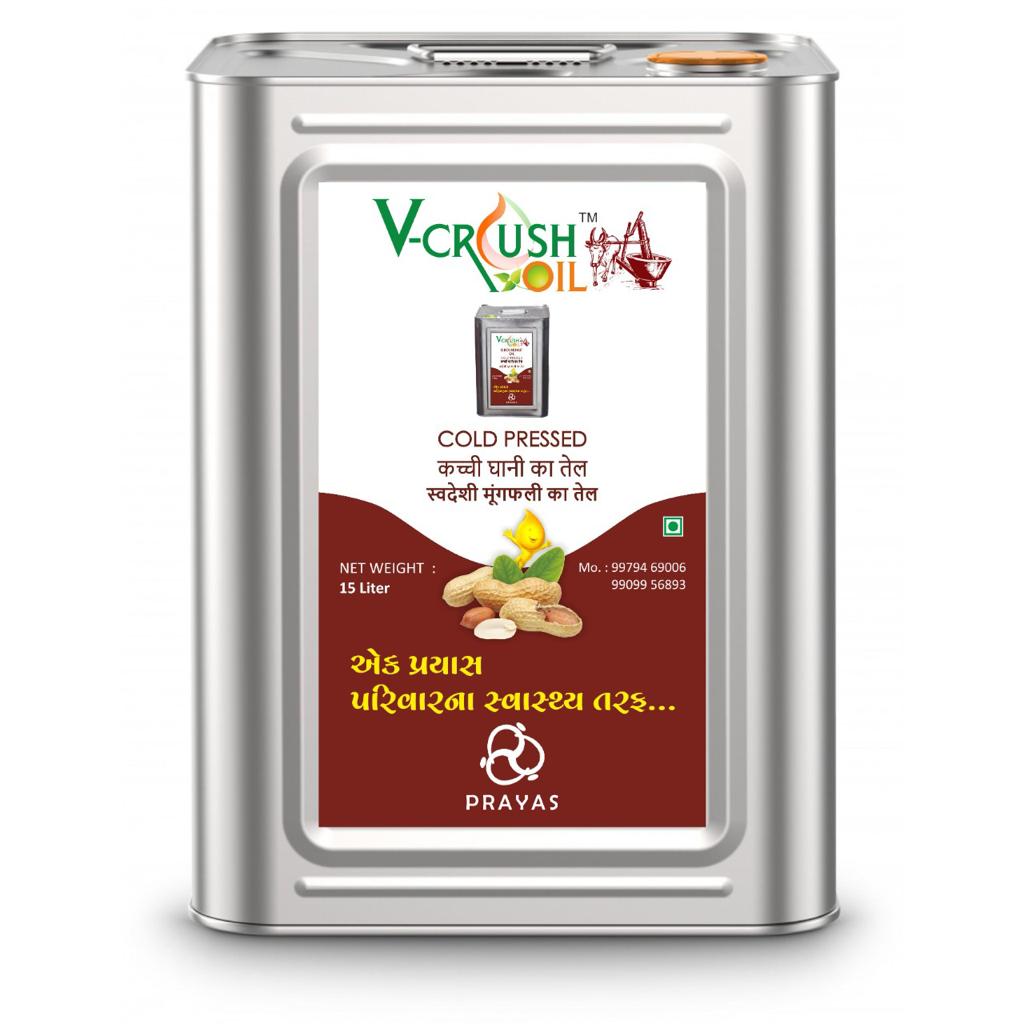 V-CRUSH™
OIL
V-CRUSH
COLD PRESSED
कच्ची घानी का तेल
स्वदेशी मूंगफली का तेल
NET WEIGHT :
15 Liter
Mo. : 99794 69006
99099 56893
એક પ્રયાસ
પરિવારના સ્વાસ્થ્ય તરફ...
PRAYAS